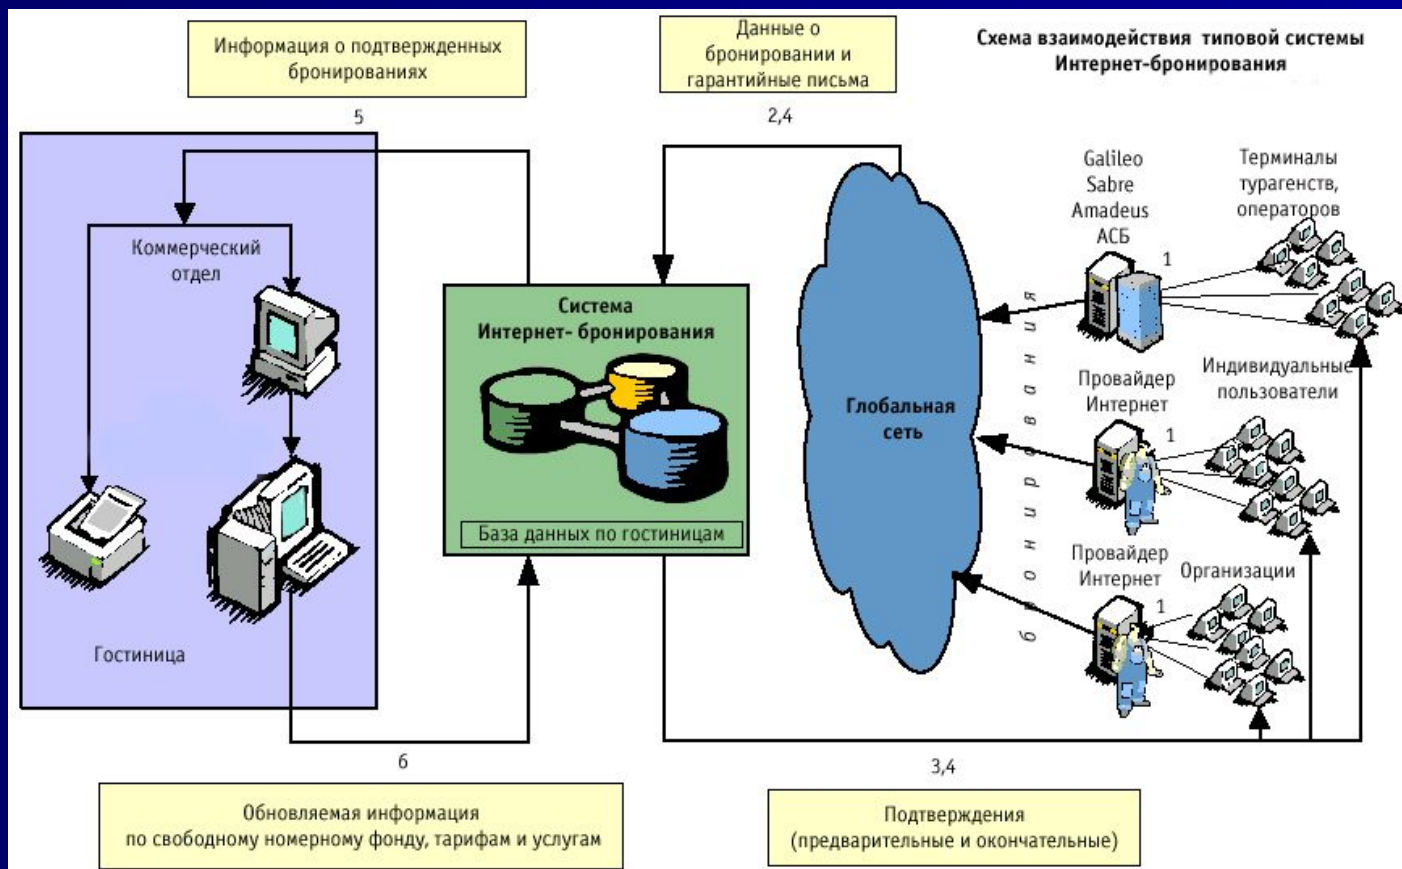 Схема взаимодействия типовой системы
Интернет-бронирования
Информация о подтвержденных
бронированиях
5
Данные о
бронировании и
гарантийные письма
2,4
Коммерческий
отдел
Гостиница
Система
Интернет- бронирования
База данных по гостиницам
Глобальная
сеть
бронирования
Galileo
Sabre
Amadeus
АСБ
1
Терминалы
турагенств,
операторов
Провайдер
Интернет
1
Индивидуальные
пользователи
Провайдер
Интернет
1
Организации
6
Обновляемая информация
по свободному номерному фонду, тарифам и услугам
3,4
Подтверждения
(предварительные и окончательные)